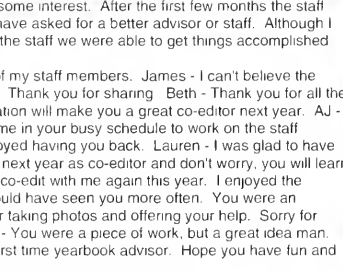 some interest. After the first few months the staff
have asked for a better advisor or staff. Although I
the staff we were able to get things accomplished
of my staff members. James - I can't believe the
Thank you for sharing Beth - Thank you for all the
ation will make you a great co-editor next year. AJ -
me in your busy schedule to work on the staff
oyed having you back. Lauren - I was glad to have
next year as co-editor and don't worry, you will learn
co-edit with me again this year. I enjoyed the
uld have seen you more often. You were an
r taking photos and offering your help. Sorry for
- You were a piece of work, but a great idea man.
rst time yearbook advisor. Hope you have fun and